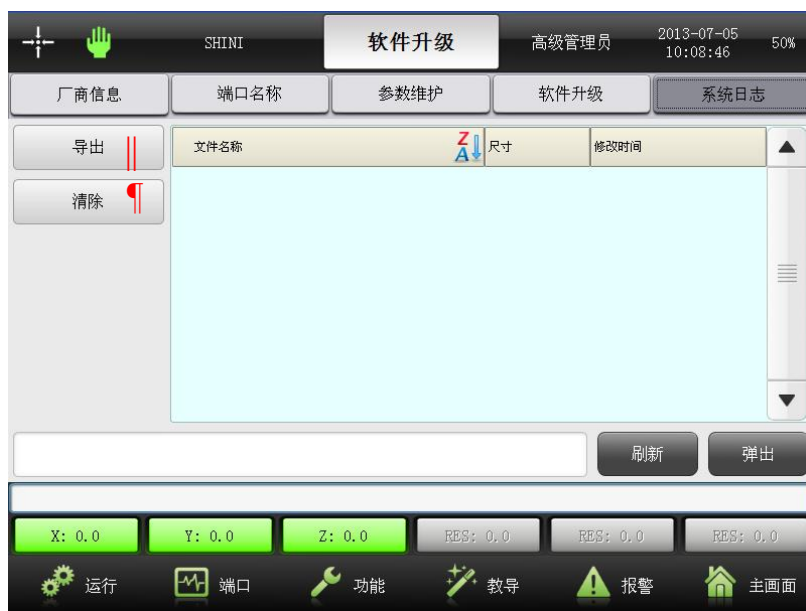 SHINI 软件升级 高级管理员 2013-07-05 10:08:46 50%
厂商信息 端口名称 参数维护 软件升级 系统日志
导出 ||
清除 ¶
文件名称 Z A 尺寸 修改时间
刷新 弹出
X: 0.0 Y: 0.0 Z: 0.0 RES: 0.0 RES: 0.0 RES: 0.0
运行 端口 功能 教导 报警 主画面